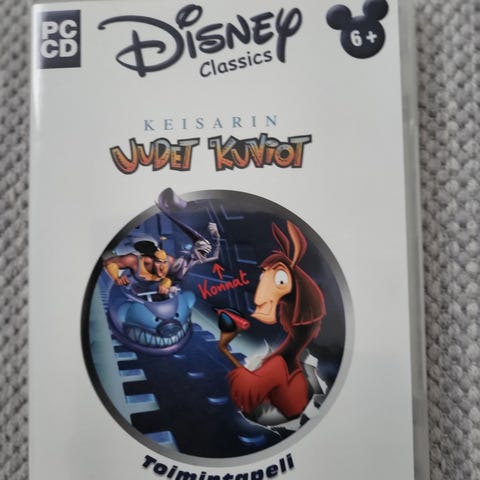 PC
CD
Disney
Classics
6+
KEISARIN
UUDET KUVIOT
Konnat
Toimintapeli